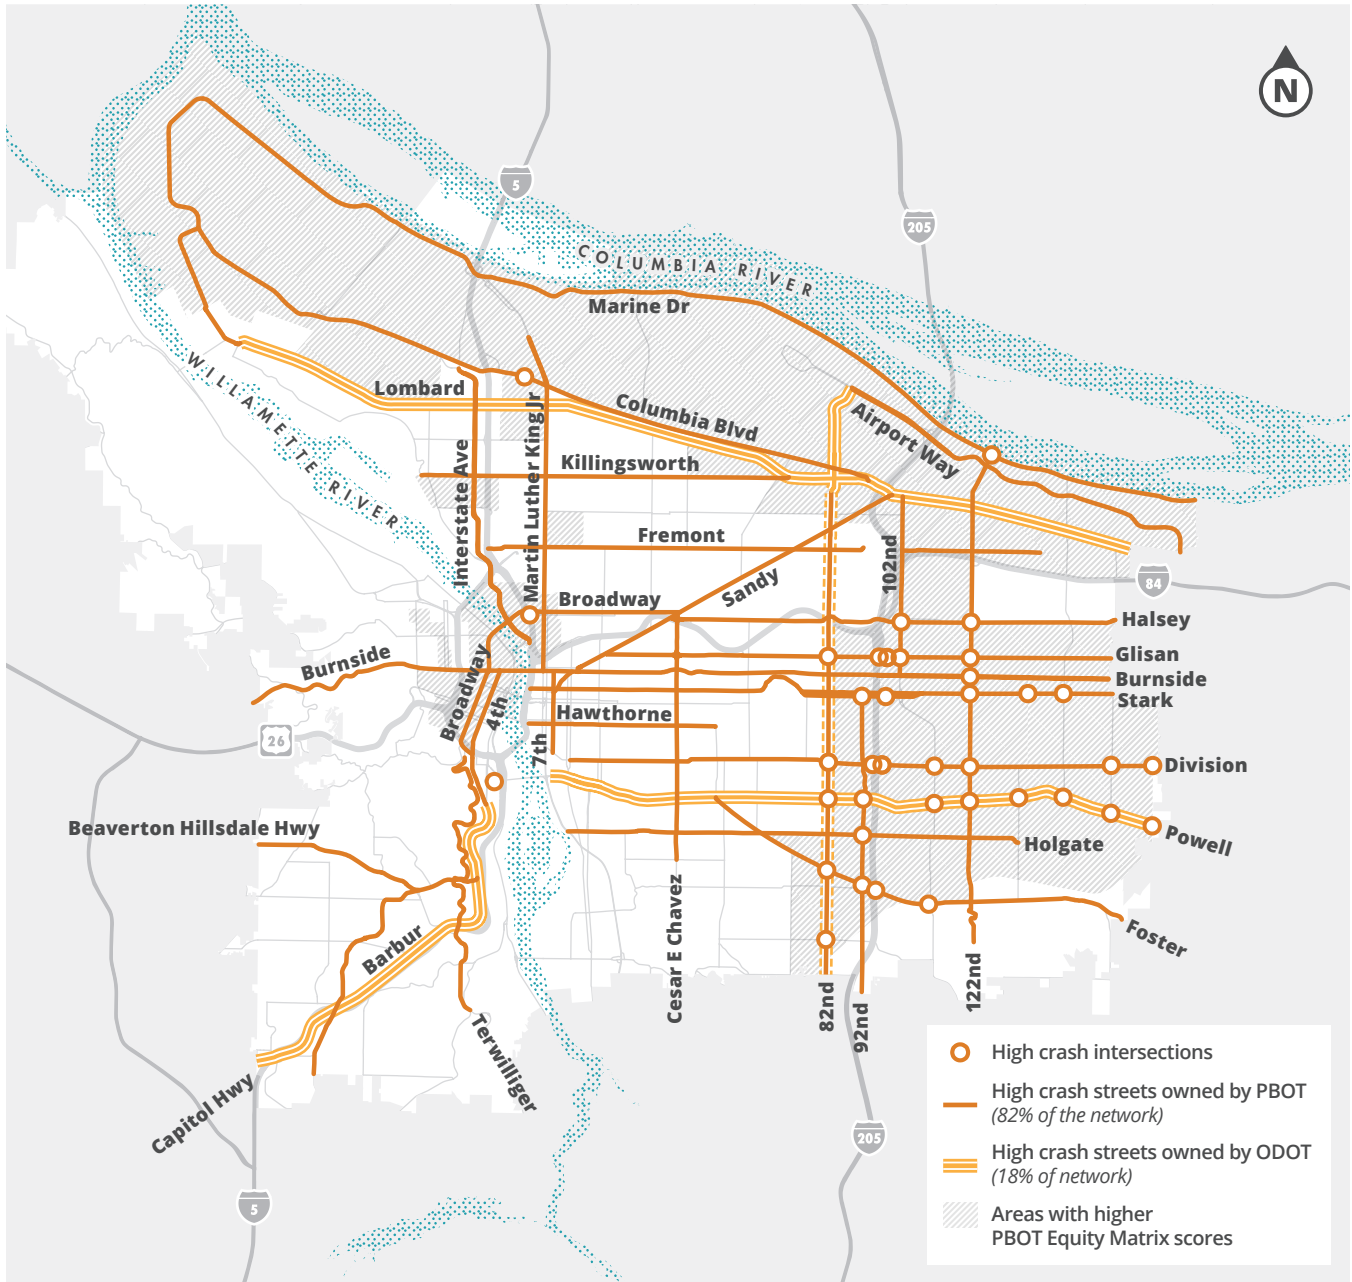 N
5
205
COLUMBIA RIVER
Marine Dr
WILLAMETTE RIVER
Lombard
Columbia Blvd
Airport Way
Interstate Ave
Martin Luther King Jr
Killingsworth
Fremont
102nd
Sandy
84
Broadway
Halsey
Burnside
Glisan
Burnside
Stark
Broadway
4th
Hawthorne
26
7th
Division
Beaverton Hillsdale Hwy
Powell
Holgate
Cesar E Chavez
Barbur
Foster
82nd
92nd
122nd
Terwilliger
Capitol Hwy
205
5
High crash intersections
High crash streets owned by PBOT
(82% of the network)
High crash streets owned by ODOT
(18% of network)
Areas with higher
PBOT Equity Matrix scores